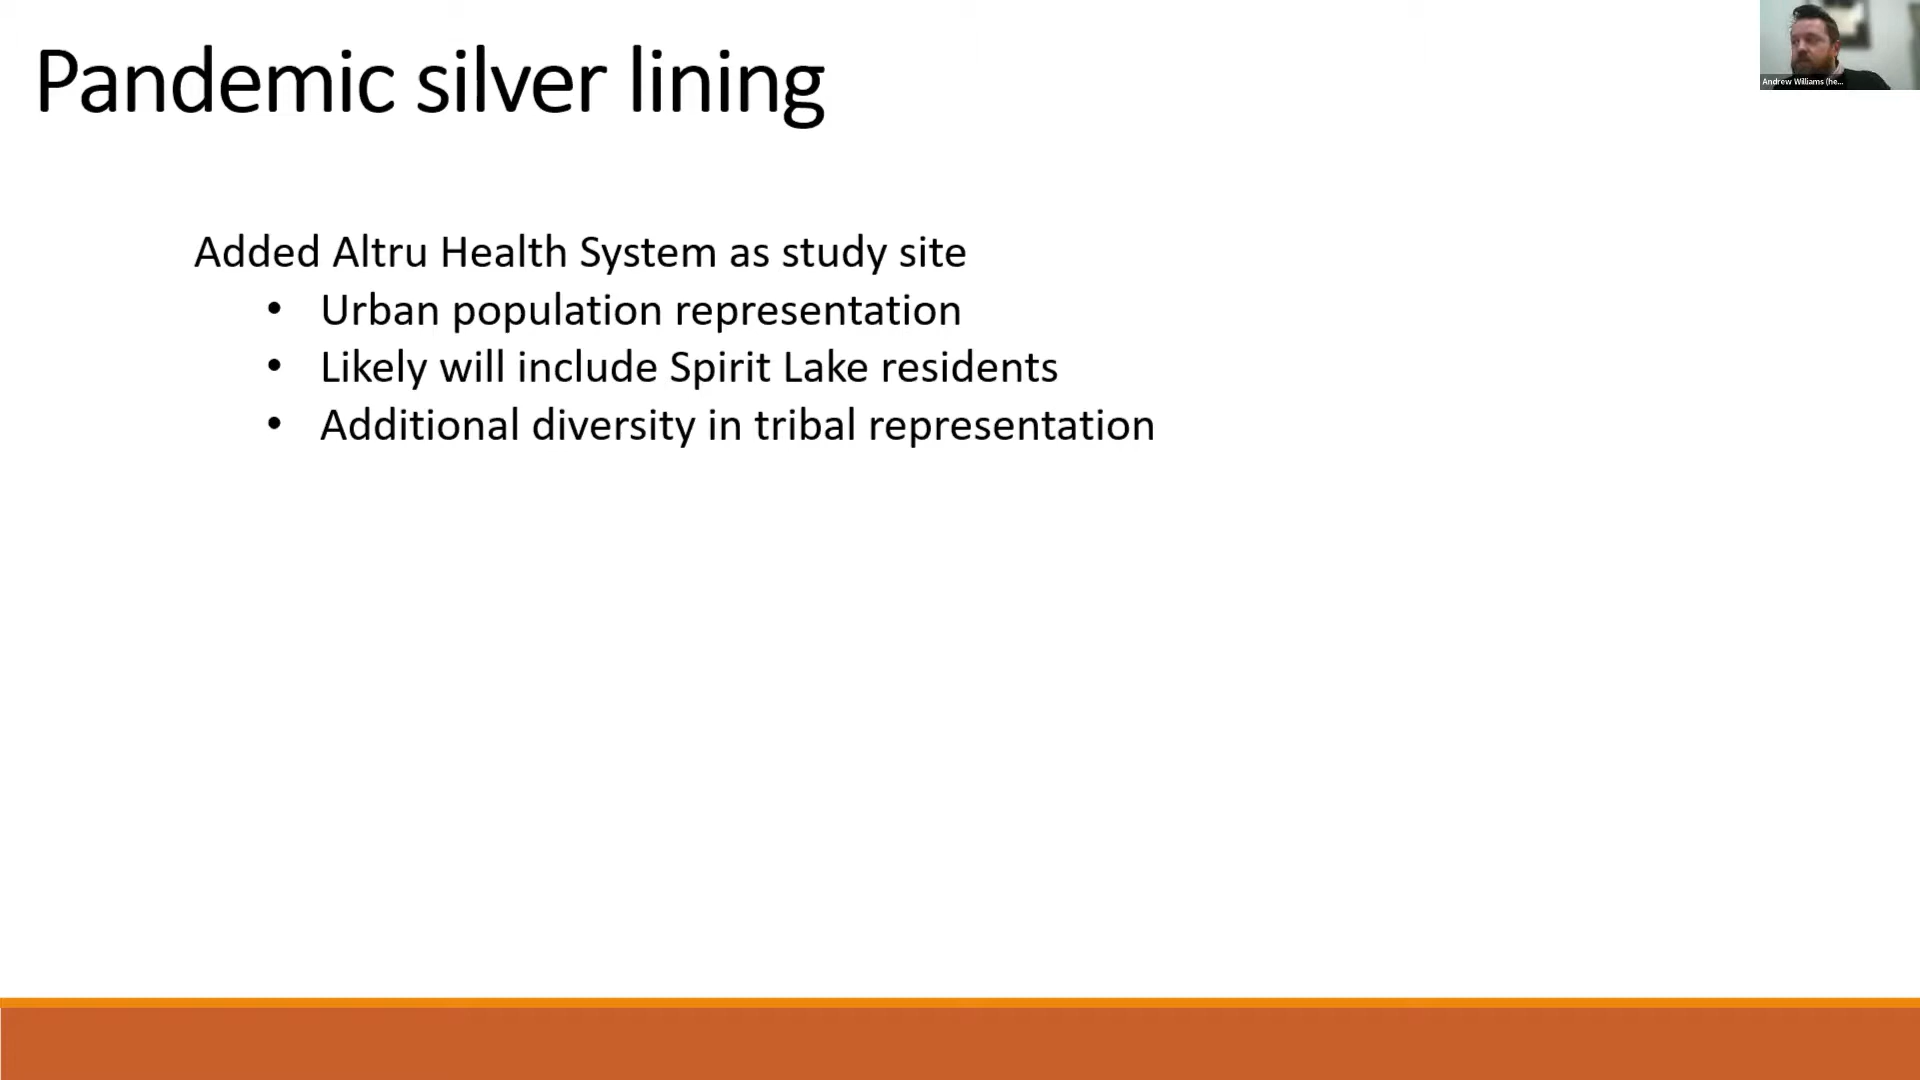 Pandemic silver lining
Andrew Williams (he...
Added Altru Health System as study site
• Urban population representation
• Likely will include Spirit Lake residents
• Additional diversity in tribal representation